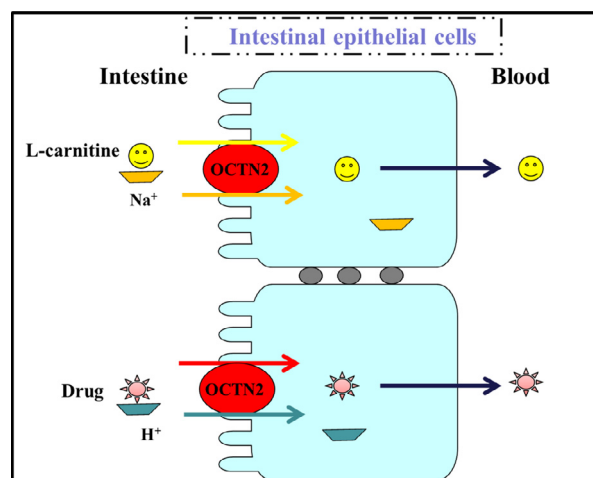 Intestinal epithelial cells
Intestine
Blood
L-carnitine
OCTN2
Na⁺
Drug
OCTN2
H⁺